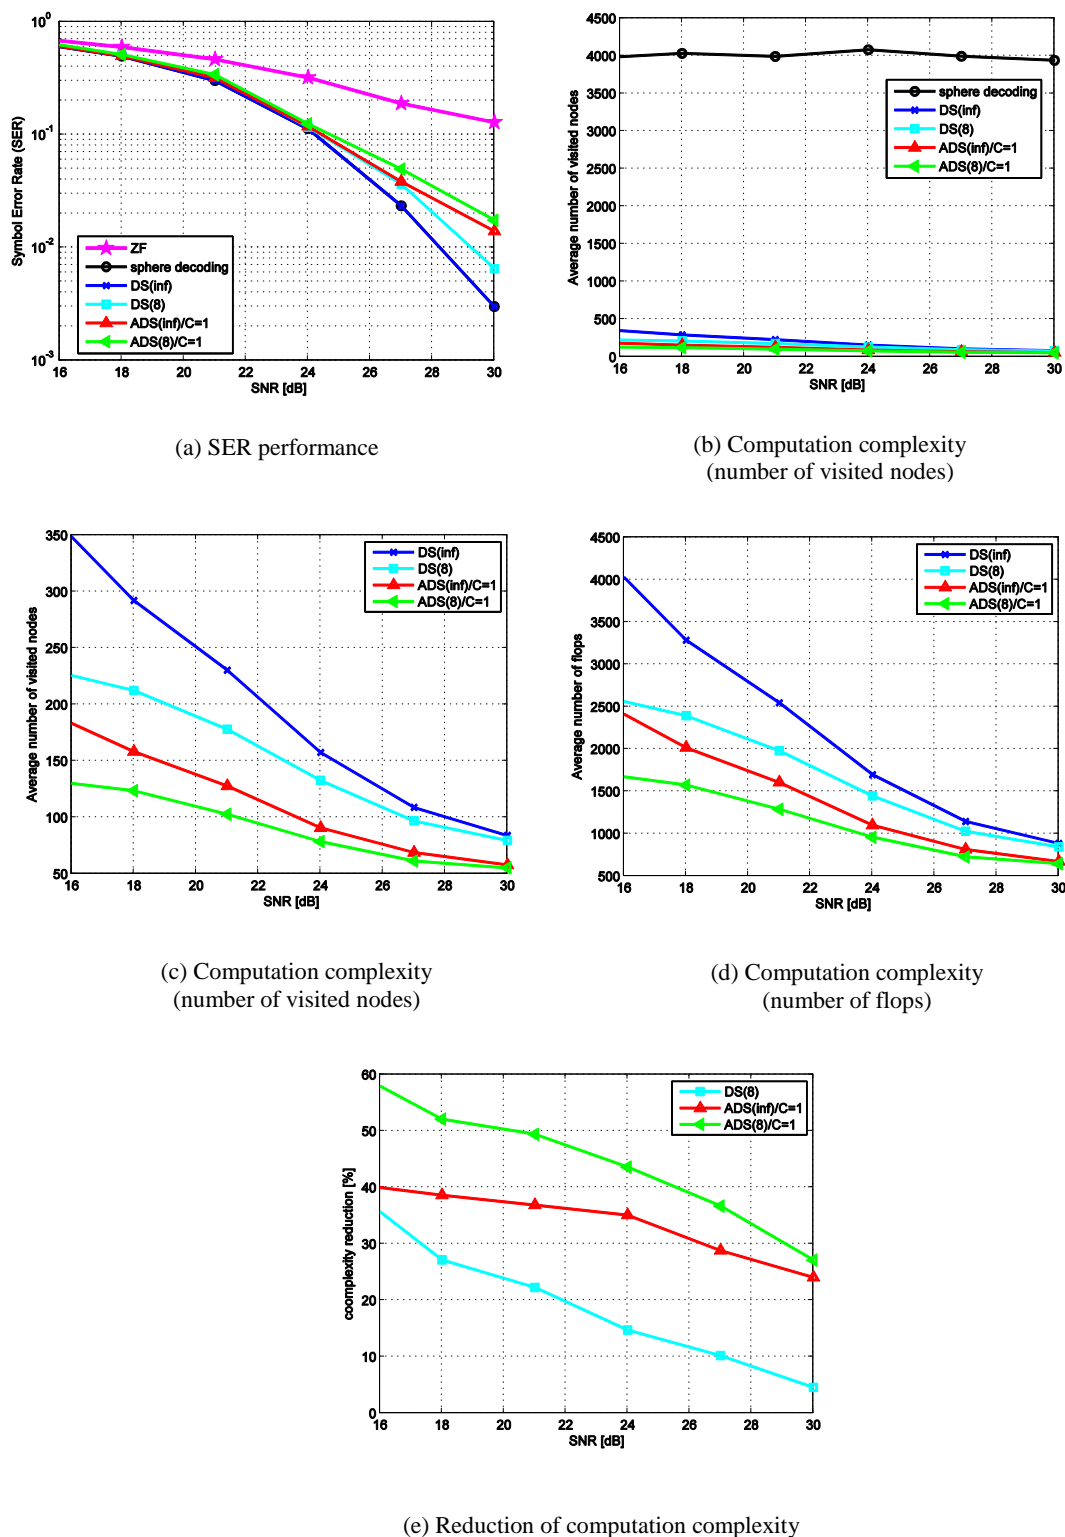 10^0
10^-1
10^-2
10^-3
Symbol Error Rate (SER)
ZF
sphere decoding
DS(inf)
DS(8)
ADS(inf)/C=1
ADS(8)/C=1
16 18 20 22 24 26 28 30
SNR [dB]
(a) SER performance
4500
4000
3500
3000
2500
2000
1500
1000
500
0
Average number of visited nodes
sphere decoding
DS(inf)
DS(8)
ADS(inf)/C=1
ADS(8)/C=1
16 18 20 22 24 26 28 30
SNR [dB]
(b) Computation complexity
(number of visited nodes)
350
300
250
200
150
100
50
Average number of visited nodes
DS(inf)
DS(8)
ADS(inf)/C=1
ADS(8)/C=1
16 18 20 22 24 26 28 30
SNR [dB]
(c) Computation complexity
(number of visited nodes)
4500
4000
3500
3000
2500
2000
1500
1000
500
Average number of flops
DS(inf)
DS(8)
ADS(inf)/C=1
ADS(8)/C=1
16 18 20 22 24 26 28 30
SNR [dB]
(d) Computation complexity
(number of flops)
60
50
40
30
20
10
0
coomplexity reduction [%]
DS(8)
ADS(inf)/C=1
ADS(8)/C=1
16 18 20 22 24 26 28 30
SNR [dB]
(e) Reduction of computation complexity